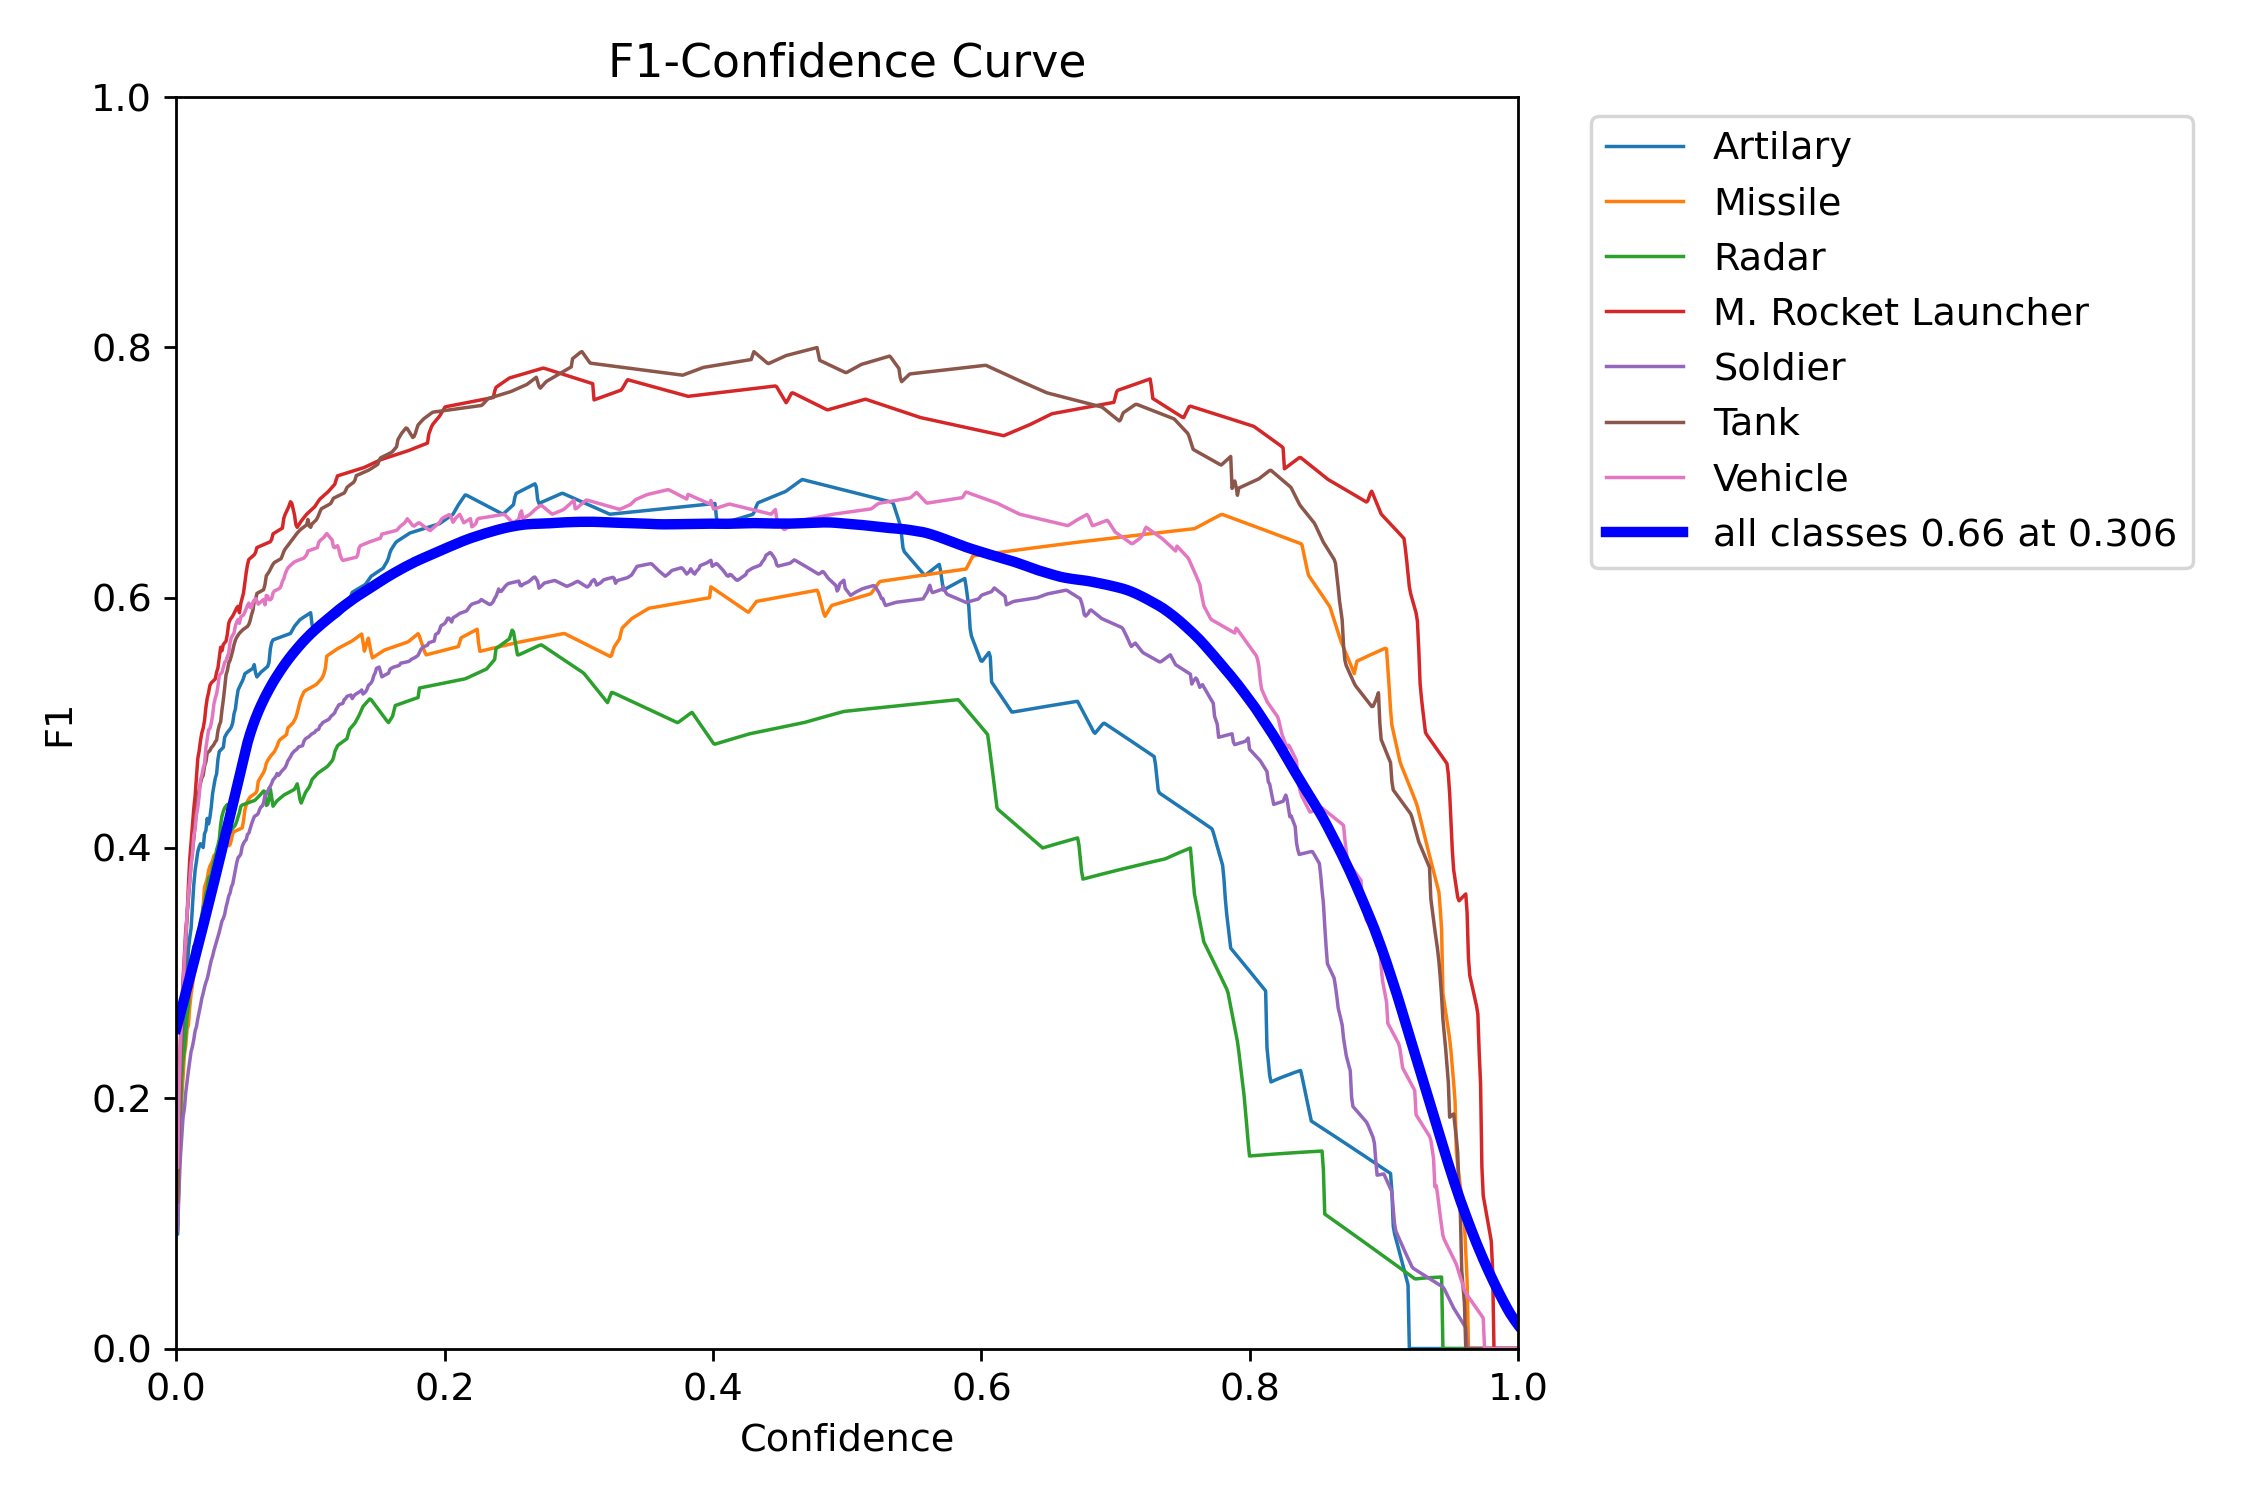 F1-Confidence Curve
1.0
0.8
0.6
0.4
0.2
0.0
F1
0.0 0.2 0.4 0.6 0.8 1.0
Confidence
Artilary
Missile
Radar
M. Rocket Launcher
Soldier
Tank
Vehicle
all classes 0.66 at 0.306